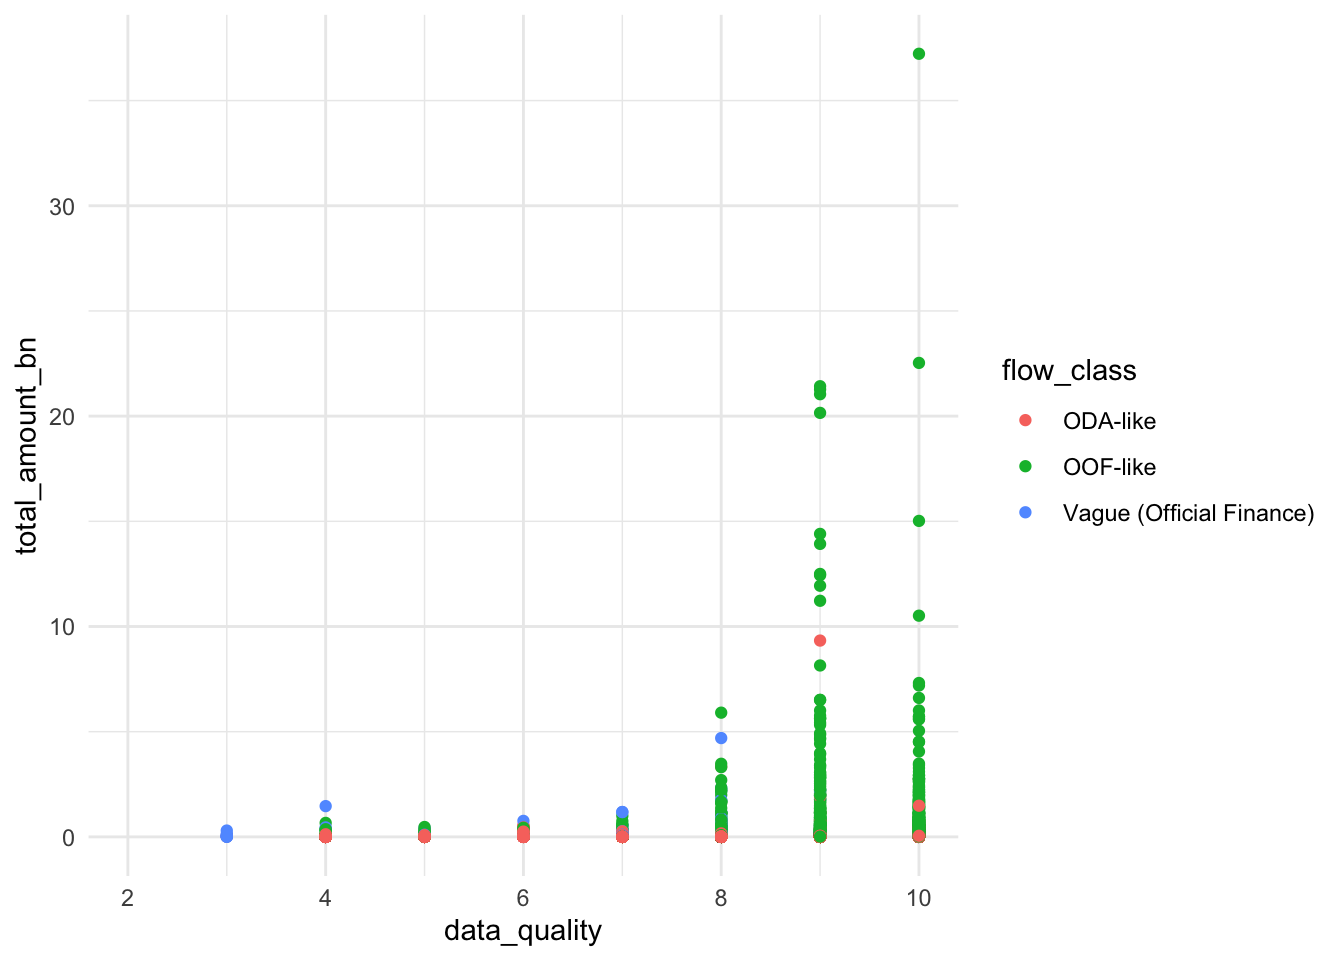 30
20
10
0
total_amount_bn
2 4 6 8 10
data_quality
flow_class
ODA-like
OOF-like
Vague (Official Finance)